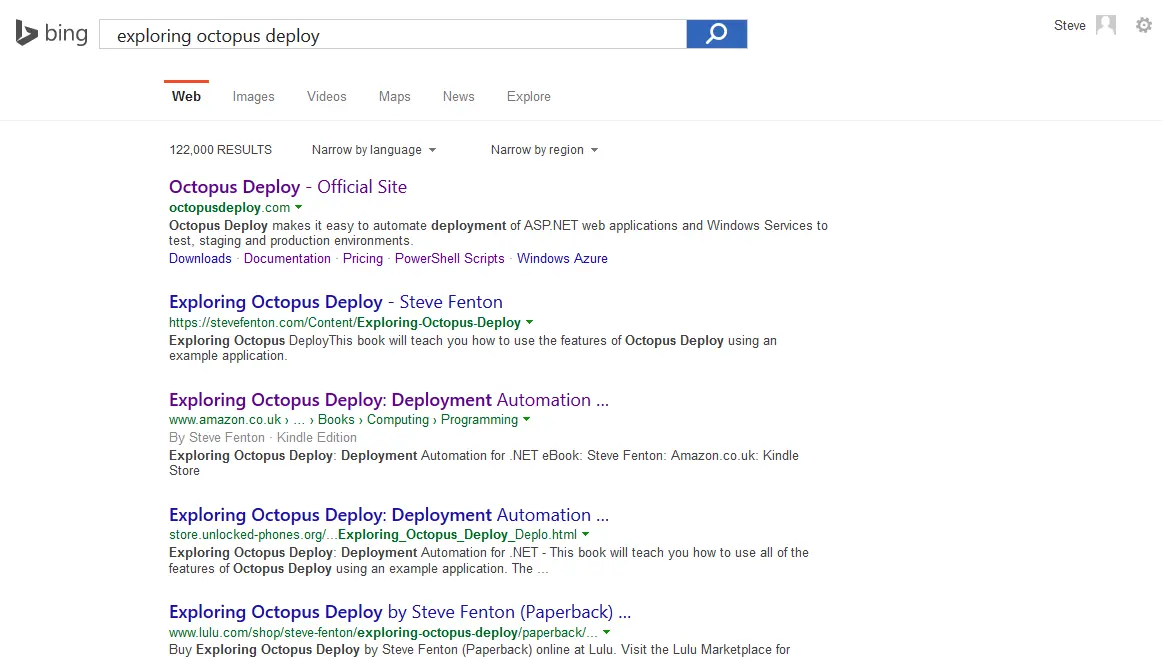 bing
exploring octopus deploy
Steve
Web Images Videos Maps News Explore
122,000 RESULTS Narrow by language Narrow by region
Octopus Deploy - Official Site
octopusdeploy.com
Octopus Deploy makes it easy to automate deployment of ASP.NET web applications and Windows Services to
test, staging and production environments.
Downloads · Documentation · Pricing · PowerShell Scripts · Windows Azure
Exploring Octopus Deploy - Steve Fenton
https://stevefenton.com/Content/Exploring-Octopus-Deploy
Exploring Octopus DeployThis book will teach you how to use the features of Octopus Deploy using an
example application.
Exploring Octopus Deploy: Deployment Automation ...
www.amazon.co.uk › ... › Books › Computing › Programming
By Steve Fenton · Kindle Edition
Exploring Octopus Deploy: Deployment Automation for .NET eBook: Steve Fenton: Amazon.co.uk: Kindle
Store
Exploring Octopus Deploy: Deployment Automation ...
store.unlocked-phones.org/...Exploring_Octopus_Deploy_Deplo.html
Exploring Octopus Deploy: Deployment Automation for .NET - This book will teach you how to use all of the
features of Octopus Deploy using an example application. The ...
Exploring Octopus Deploy by Steve Fenton (Paperback) ...
www.lulu.com/shop/steve-fenton/exploring-octopus-deploy/paperback/...
Buy Exploring Octopus Deploy by Steve Fenton (Paperback) online at Lulu. Visit the Lulu Marketplace for